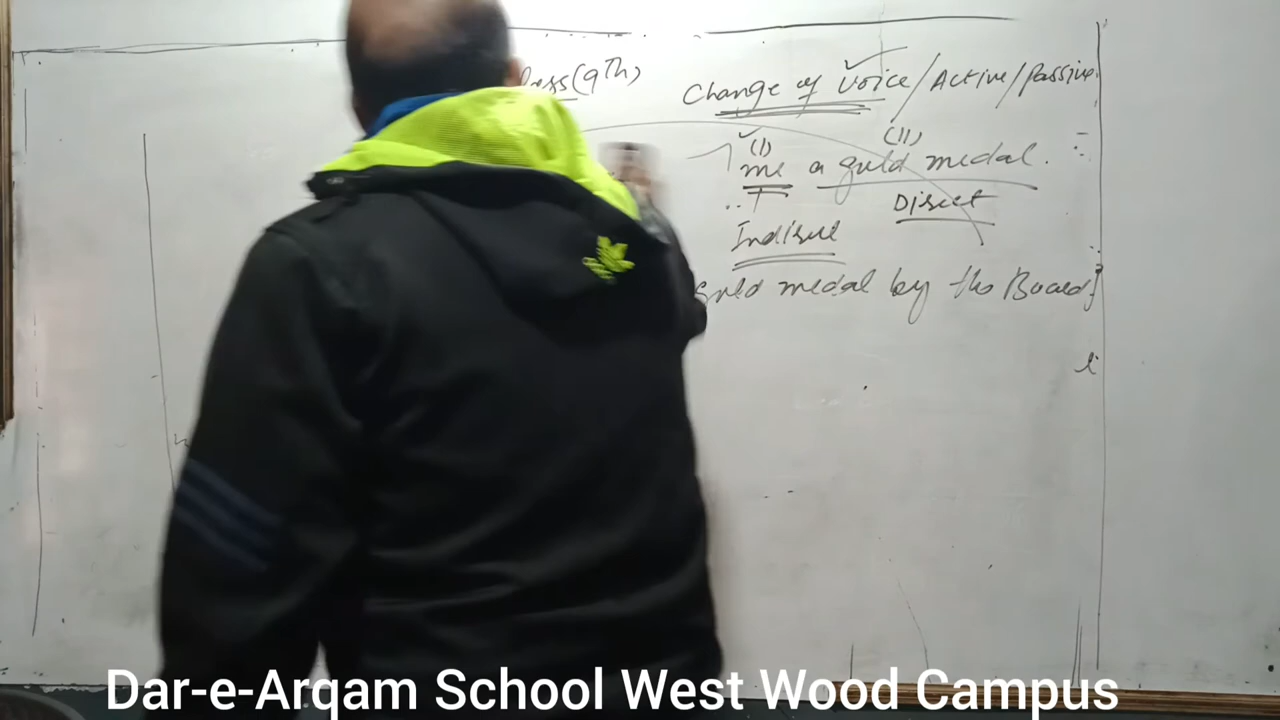 (9th)
Change of Voice/Active/Passive
(I) (II)
me a gold medal.
Direct
Indirect
gold medal by the Board
Dar-e-Arqam School West Wood Campus